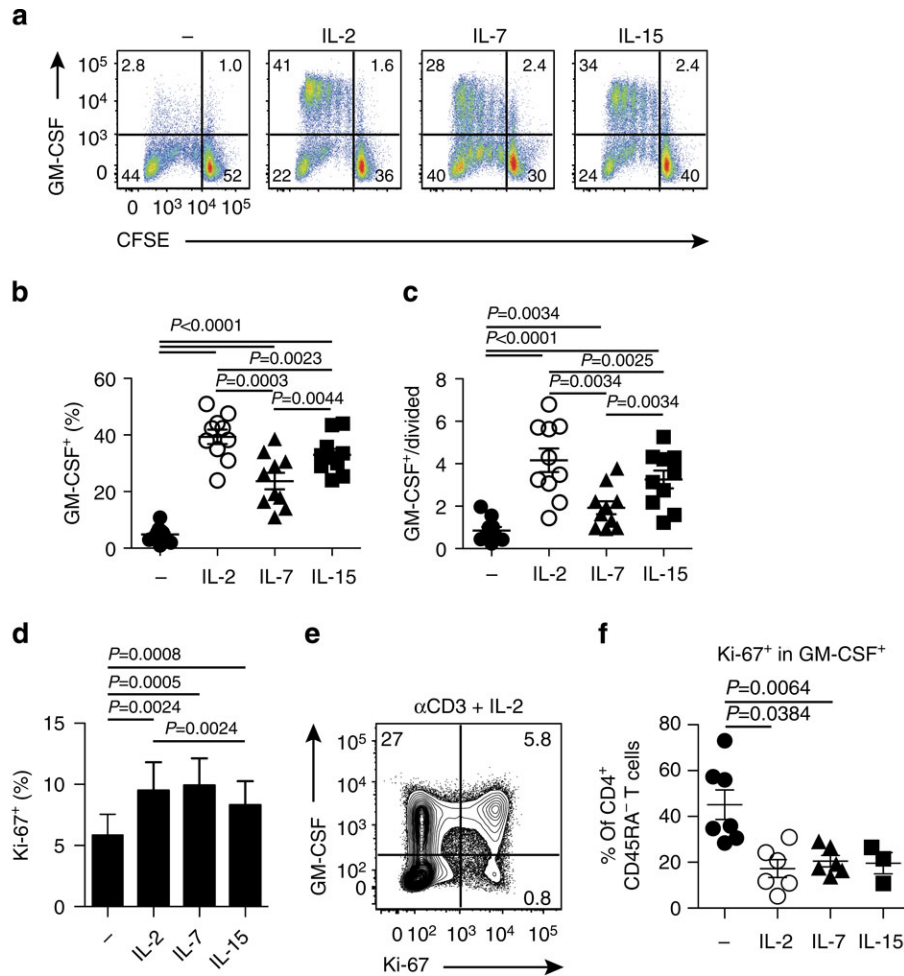 a
– IL-2 IL-7 IL-15
GM-CSF
10⁵
10⁴
10³
0
2.8 1.0
44 52
41 1.6
22 36
28 2.4
40 30
34 2.4
24 40
0 10³ 10⁴ 10⁵
CFSE
b
P<0.0001
P=0.0023
P=0.0003
P=0.0044
GM-CSF⁺ (%)
60
40
20
0
– IL-2 IL-7 IL-15
c
P=0.0034
P<0.0001
P=0.0025
P=0.0034
P=0.0034
GM-CSF⁺/divided
8
6
4
2
0
– IL-2 IL-7 IL-15
d
P=0.0008
P=0.0005
P=0.0024
P=0.0024
Ki-67⁺ (%)
15
10
5
0
– IL-2 IL-7 IL-15
e
αCD3 + IL-2
GM-CSF
10⁵
10⁴
10³
10²
0
27 5.8
0.8
0 10² 10³ 10⁴ 10⁵
Ki-67
f
Ki-67⁺ in GM-CSF⁺
P=0.0064
P=0.0384
% Of CD4⁺
CD45RA⁻ T cells
80
60
40
20
0
– IL-2 IL-7 IL-15